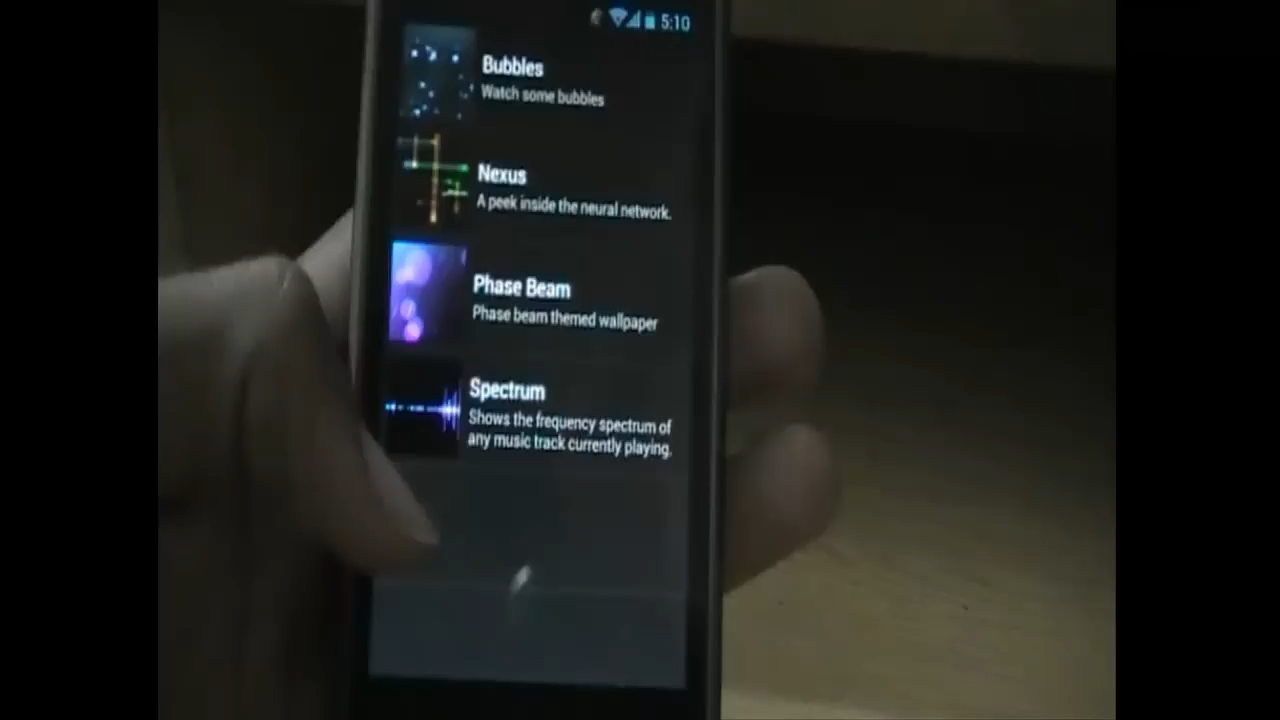 5:10
Bubbles
Watch some bubbles
Nexus
A peek inside the neural network.
Phase Beam
Phase beam themed wallpaper
Spectrum
Shows the frequency spectrum of
any music track currently playing.